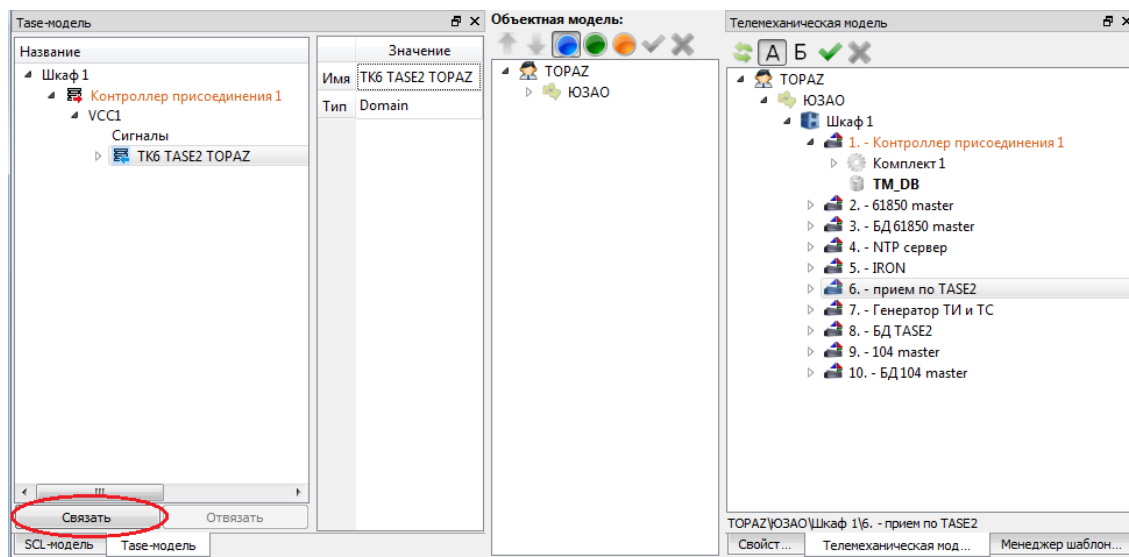 Tase-модель
Название
Шкаф 1
Контроллер присоединения 1
VCC1
Сигналы
ТК6 TASE2 TOPAZ
Значение
Имя ТК6 TASE2 TOPAZ
Тип Domain
Связать Отвязать
SCL-модель Tase-модель
Объектная модель:
TOPAZ
ЮЗАО
Телемеханическая модель
А Б
TOPAZ
ЮЗАО
Шкаф 1
1. - Контроллер присоединения 1
Комплект 1
TM_DB
2. - 61850 master
3. - БД 61850 master
4. - NTP сервер
5. - IRON
6. - прием по TASE2
7. - Генератор ТИ и ТС
8. - БД TASE2
9. - 104 master
10. - БД 104 master
TOPAZ\ЮЗАО\Шкаф 1\6. - прием по TASE2
Свойст... Телемеханическая мод... Менеджер шаблон...